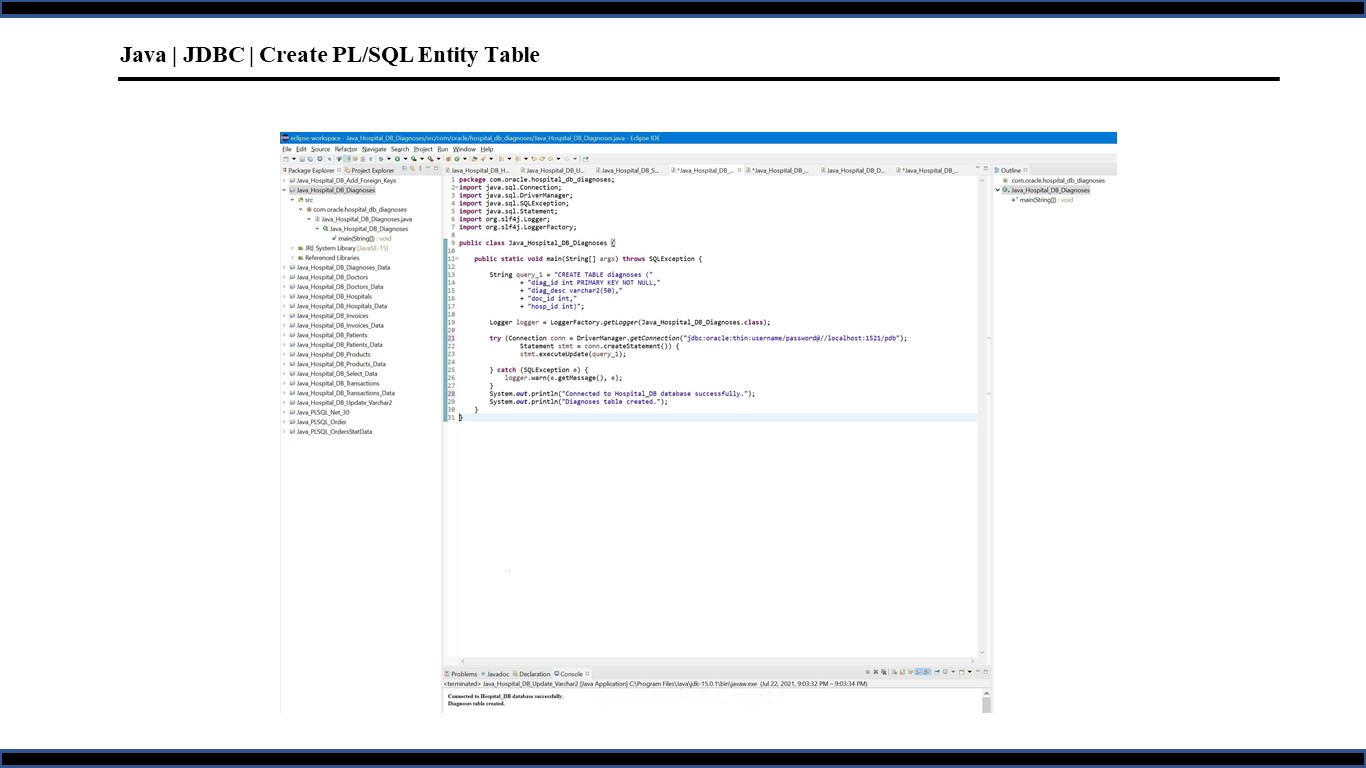 Java | JDBC | Create PL/SQL Entity Table
eclipse-workspace - Java_Hospital_DB_Diagnoses/src/com/oracle/hospital_db_diagnoses/Java_Hospital_DB_Diagnoses.java - Eclipse IDE
File Edit Source Refactor Navigate Search Project Run Window Help
Package Explorer Project Explorer
Java_Hospital_DB_Add_Foreign_Keys
Java_Hospital_DB_Diagnoses
src
com.oracle.hospital_db_diagnoses
Java_Hospital_DB_Diagnoses.java
Java_Hospital_DB_Diagnoses
main(String[]) : void
JRE System Library [JavaSE-15]
Referenced Libraries
Java_Hospital_DB_Diagnoses_Data
Java_Hospital_DB_Doctors
Java_Hospital_DB_Doctors_Data
Java_Hospital_DB_Hospitals
Java_Hospital_DB_Hospitals_Data
Java_Hospital_DB_Invoices
Java_Hospital_DB_Invoices_Data
Java_Hospital_DB_Patients
Java_Hospital_DB_Patients_Data
Java_Hospital_DB_Products
Java_Hospital_DB_Products_Data
Java_Hospital_DB_Select_Data
Java_Hospital_DB_Transactions
Java_Hospital_DB_Transactions_Data
Java_Hospital_DB_Update_Varchar2
Java_PLSQL_Net_30
Java_PLSQL_Order
Java_PLSQL_OrdersStatData
Java_Hospital_DB_H... Java_Hospital_DB_U... Java_Hospital_DB_S... *Java_Hospital_DB_... *Java_Hospital_DB_... Java_Hospital_DB_D... *Java_Hospital_DB_...
1 package com.oracle.hospital_db_diagnoses;
2 import java.sql.Connection;
3 import java.sql.DriverManager;
4 import java.sql.SQLException;
5 import java.sql.Statement;
6 import org.slf4j.Logger;
7 import org.slf4j.LoggerFactory;
8
9 public class Java_Hospital_DB_Diagnoses {
10
11 public static void main(String[] args) throws SQLException {
12
13 String query_1 = "CREATE TABLE diagnoses ("
14 + "diag_id int PRIMARY KEY NOT NULL,"
15 + "diag_desc varchar2(50),"
16 + "doc_id int,"
17 + "hosp_id int)";
18
19 Logger logger = LoggerFactory.getLogger(Java_Hospital_DB_Diagnoses.class);
20
21 try (Connection conn = DriverManager.getConnection("jdbc:oracle:thin:username/password@//localhost:1521/pdb");
22 Statement stmt = conn.createStatement()) {
23 stmt.executeUpdate(query_1);
24
25 } catch (SQLException e) {
26 logger.warn(e.getMessage(), e);
27 }
28 System.out.println("Connected to Hospital_DB database successfully.");
29 System.out.println("Diagnoses table created.");
30 }
31 }
Outline
com.oracle.hospital_db_diagnoses
Java_Hospital_DB_Diagnoses
main(String[]) : void
Problems Javadoc Declaration Console
<terminated> Java_Hospital_DB_Update_Varchar2 [Java Application] C:\Program Files\Java\jdk-15.0.1\bin\javaw.exe (Jul 22, 2021, 9:03:32 PM – 9:03:34 PM)
Connected to Hospital_DB database successfully.
Diagnoses table created.